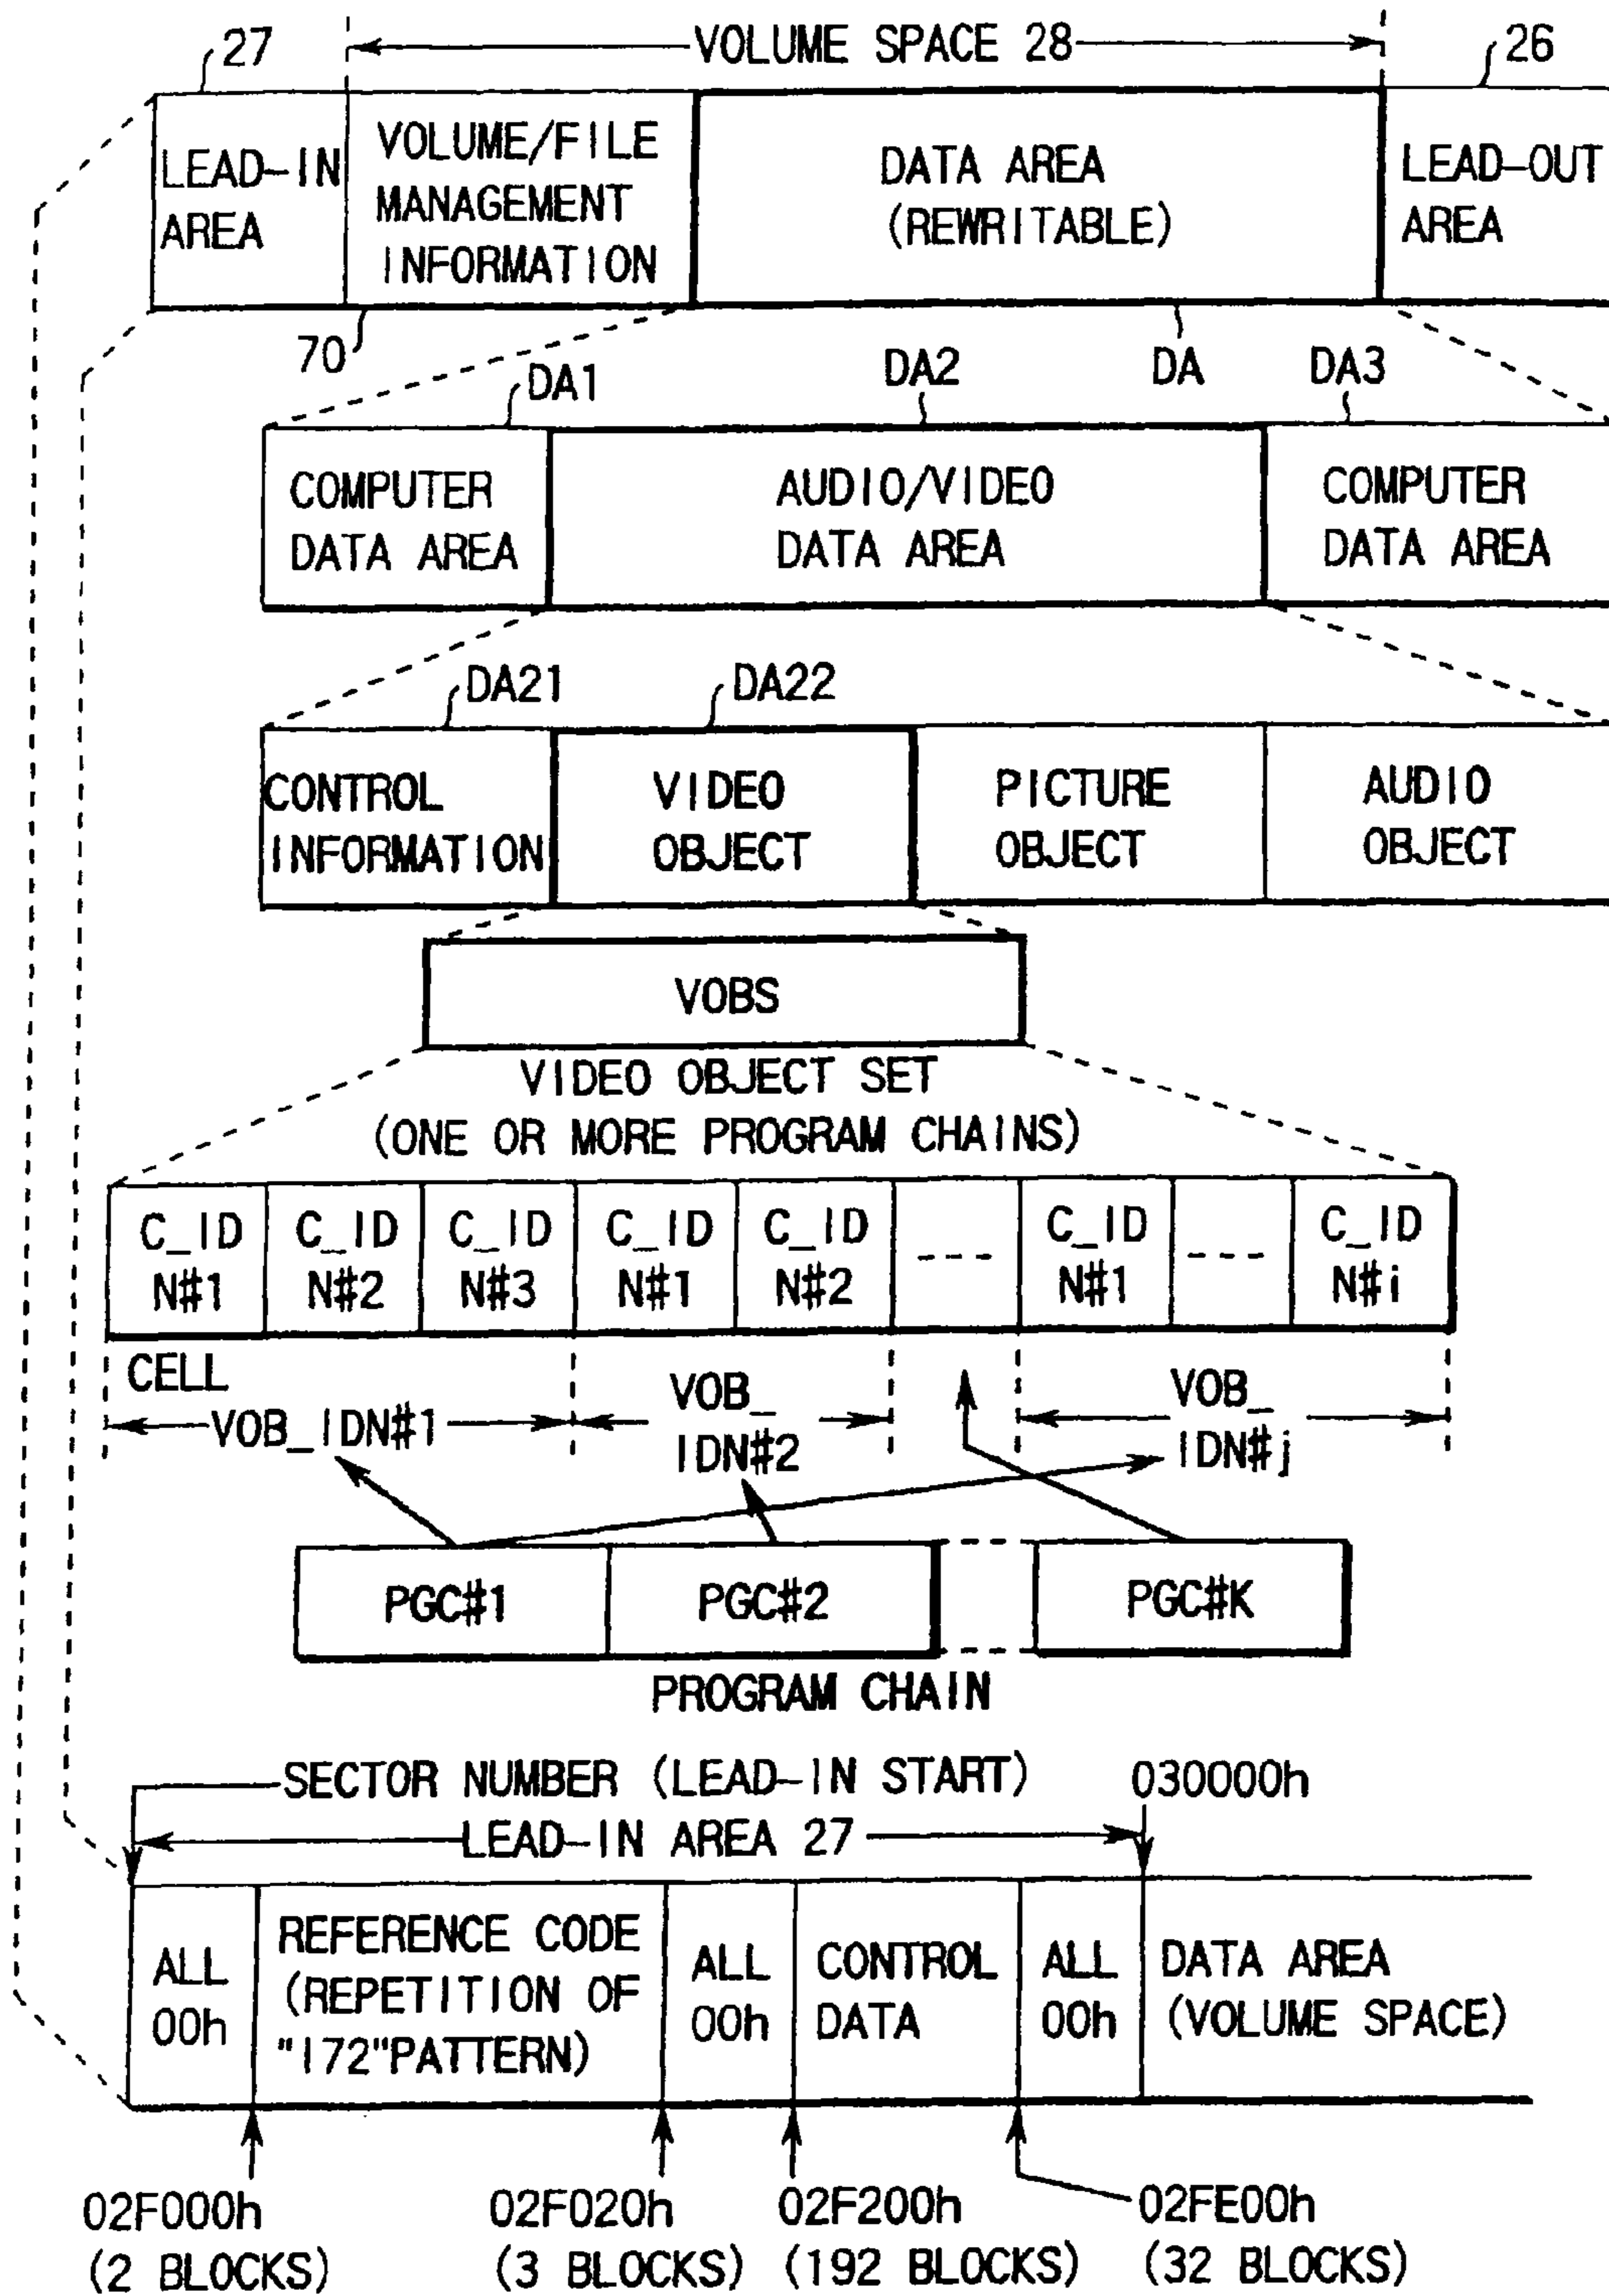 27
VOLUME SPACE 28
26
LEAD-IN
AREA
VOLUME/FILE
MANAGEMENT
INFORMATION
DATA AREA
(REWRITABLE)
LEAD-OUT
AREA
70
DA1
DA2
DA
DA3
COMPUTER
DATA AREA
AUDIO/VIDEO
DATA AREA
COMPUTER
DATA AREA
DA21
DA22
CONTROL
INFORMATION
VIDEO
OBJECT
PICTURE
OBJECT
AUDIO
OBJECT
VOBS
VIDEO OBJECT SET
(ONE OR MORE PROGRAM CHAINS)
C_ID
N#1
C_ID
N#2
C_ID
N#3
C_ID
N#1
C_ID
N#2
---
C_ID
N#1
---
C_ID
N#i
CELL
VOB_IDN#1
VOB_
IDN#2
VOB_
IDN#j
PGC#1
PGC#2
PGC#K
PROGRAM CHAIN
SECTOR NUMBER (LEAD-IN START)
030000h
LEAD-IN AREA 27
ALL
00h
REFERENCE CODE
(REPETITION OF
"172"PATTERN)
ALL
00h
CONTROL
DATA
ALL
00h
DATA AREA
(VOLUME SPACE)
02F000h
(2 BLOCKS)
02F020h
(3 BLOCKS)
02F200h
(192 BLOCKS)
02FE00h
(32 BLOCKS)